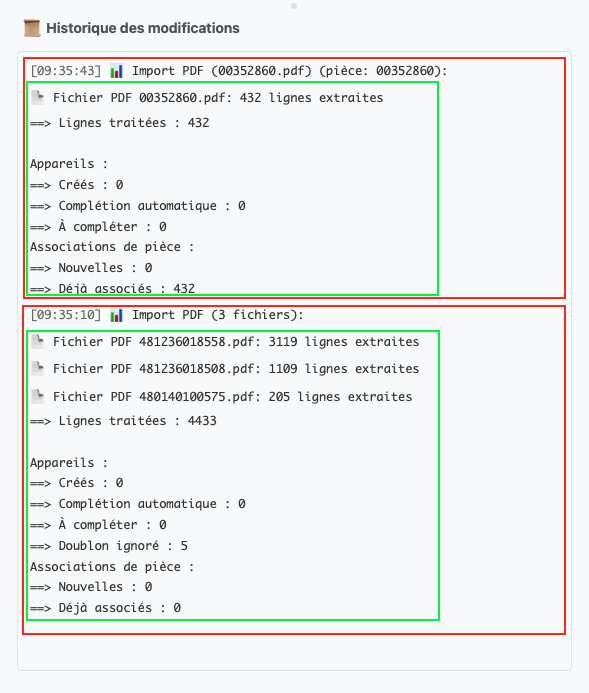 Historique des modifications
[09:35:43] Import PDF (00352860.pdf) (pièce: 00352860):
Fichier PDF 00352860.pdf: 432 lignes extraites
==> Lignes traitées : 432
Appareils :
==> Créés : 0
==> Complétion automatique : 0
==> À compléter : 0
Associations de pièce :
==> Nouvelles : 0
==> Déjà associés : 432
[09:35:10] Import PDF (3 fichiers):
Fichier PDF 481236018558.pdf: 3119 lignes extraites
Fichier PDF 481236018508.pdf: 1109 lignes extraites
Fichier PDF 480140100575.pdf: 205 lignes extraites
==> Lignes traitées : 4433
Appareils :
==> Créés : 0
==> Complétion automatique : 0
==> À compléter : 0
==> Doublon ignoré : 5
Associations de pièce :
==> Nouvelles : 0
==> Déjà associés : 0